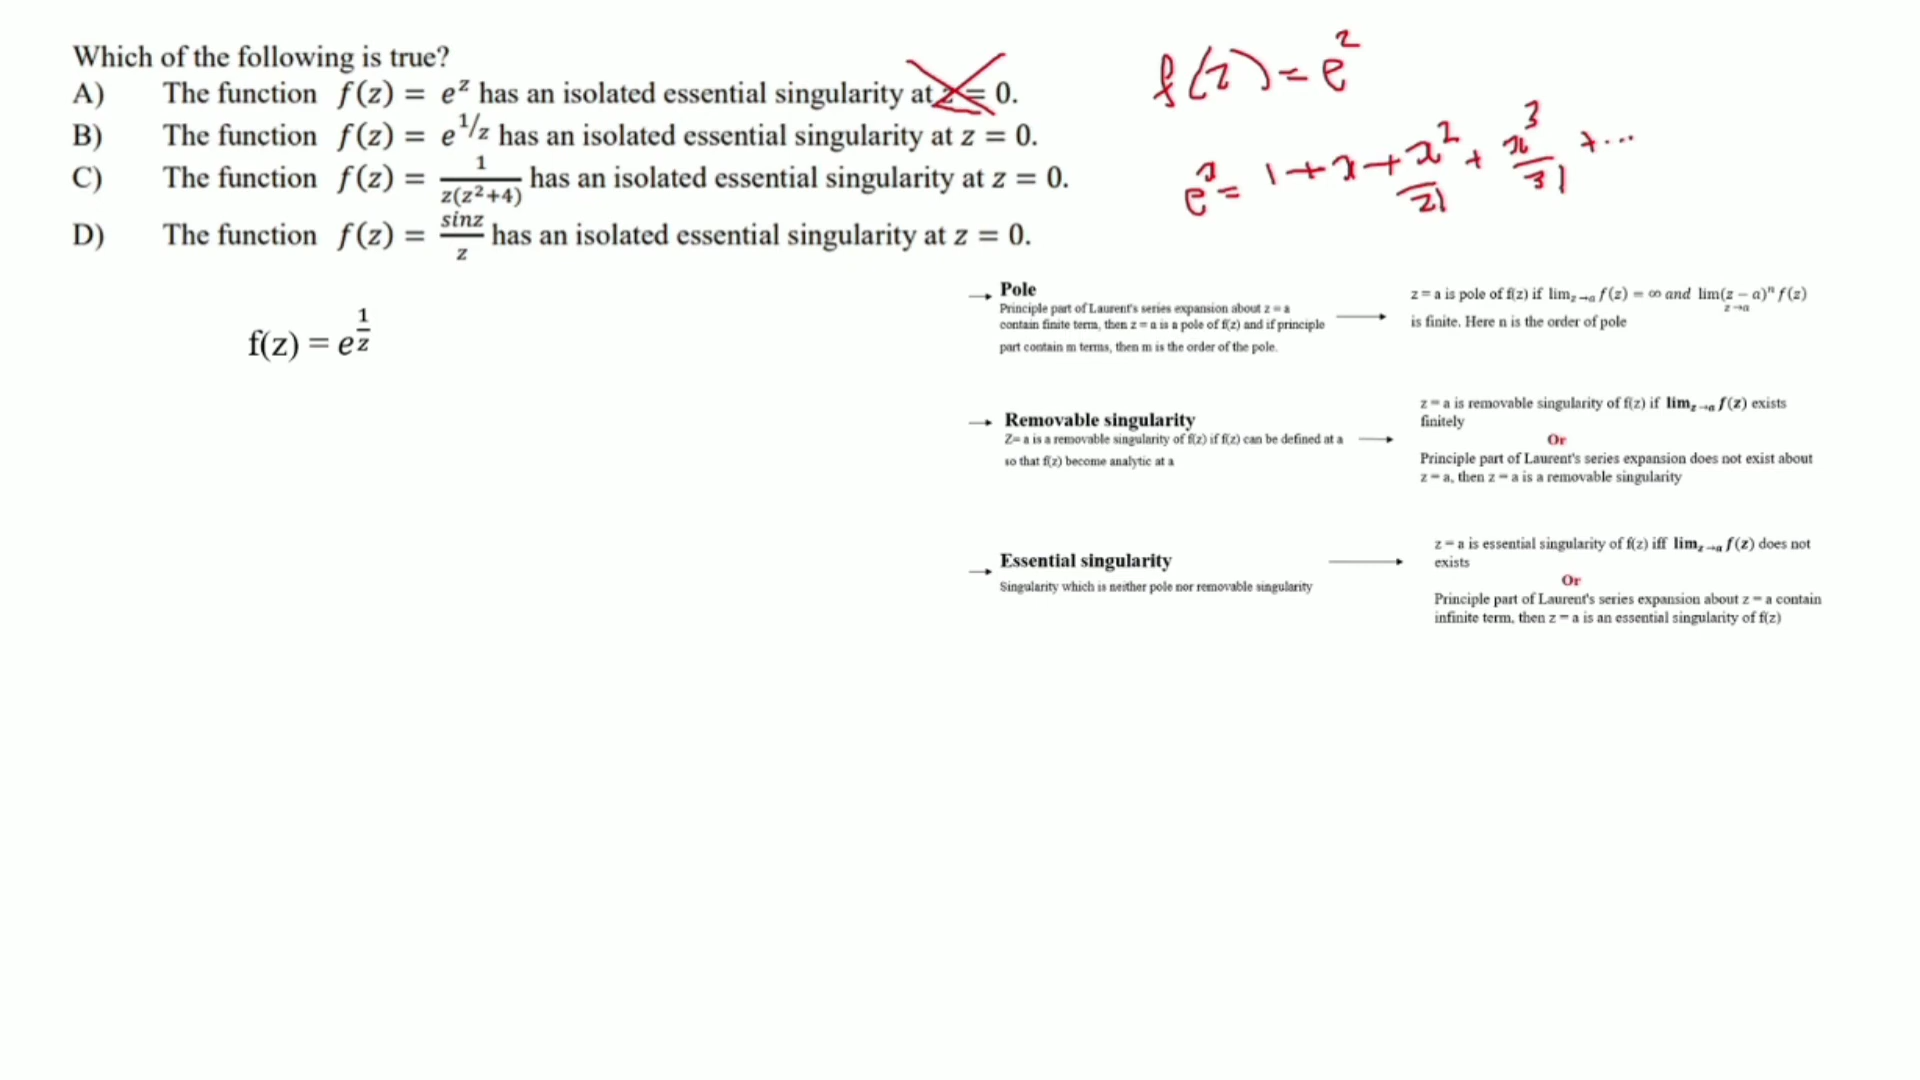 Which of the following is true?
A) The function f(z) = e^z has an isolated essential singularity at z = 0.
B) The function f(z) = e^1/z has an isolated essential singularity at z = 0.
C) The function f(z) = 1/z(z²+4) has an isolated essential singularity at z = 0.
D) The function f(z) = sinz/z has an isolated essential singularity at z = 0.
f(z) = e^z
e^x = 1 + x + x²/2! + x³/3! + ...
f(z) = e^1/z
Pole
Principle part of Laurent's series expansion about z = a
contain finite term, then z = a is a pole of f(z) and if principle
part contain m terms, then m is the order of the pole.
z = a is pole of f(z) if lim z→a f(z) = ∞ and lim z→a (z − a)ⁿ f(z)
is finite. Here n is the order of pole
Removable singularity
Z= a is a removable singularity of f(z) if f(z) can be defined at a
so that f(z) become analytic at a
z = a is removable singularity of f(z) if lim z→a f(z) exists
finitely
Or
Principle part of Laurent's series expansion does not exist about
z = a, then z = a is a removable singularity
Essential singularity
Singularity which is neither pole nor removable singularity
z = a is essential singularity of f(z) iff lim z→a f(z) does not
exists
Or
Principle part of Laurent's series expansion about z = a contain
infinite term, then z = a is an essential singularity of f(z)